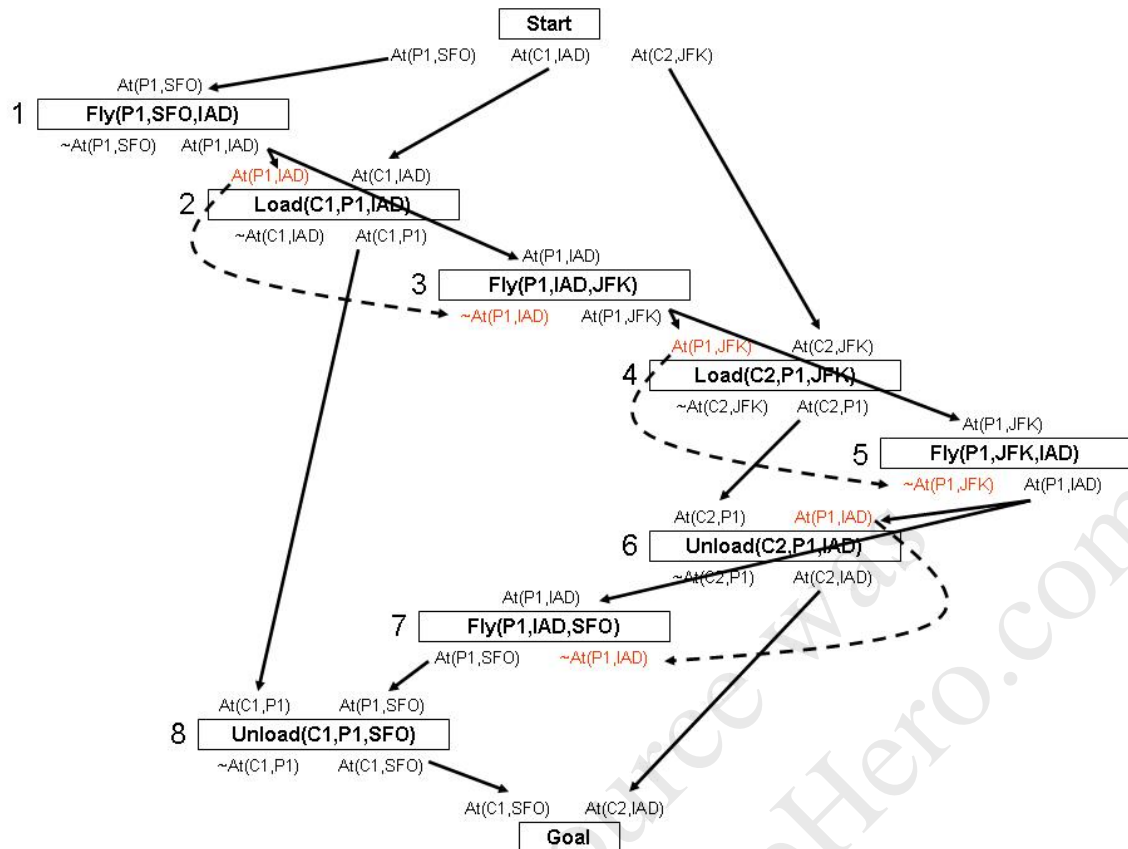 Start
At(P1,SFO) At(C1,IAD) At(C2,JFK)
At(P1,SFO)
1 Fly(P1,SFO,IAD)
~At(P1,SFO) At(P1,IAD)
At(P1,IAD) At(C1,IAD)
2 Load(C1,P1,IAD)
~At(C1,IAD) At(C1,P1)
At(P1,IAD)
3 Fly(P1,IAD,JFK)
~At(P1,IAD) At(P1,JFK)
At(P1,JFK) At(C2,JFK)
4 Load(C2,P1,JFK)
~At(C2,JFK) At(C2,P1)
At(P1,JFK)
5 Fly(P1,JFK,IAD)
~At(P1,JFK) At(P1,IAD)
At(C2,P1) At(P1,IAD)
6 Unload(C2,P1,IAD)
~At(C2,P1) At(C2,IAD)
At(P1,IAD)
7 Fly(P1,IAD,SFO)
At(P1,SFO) ~At(P1,IAD)
At(C1,P1) At(P1,SFO)
8 Unload(C1,P1,SFO)
~At(C1,P1) At(C1,SFO)
At(C1,SFO) At(C2,IAD)
Goal
ource was
eHero.com